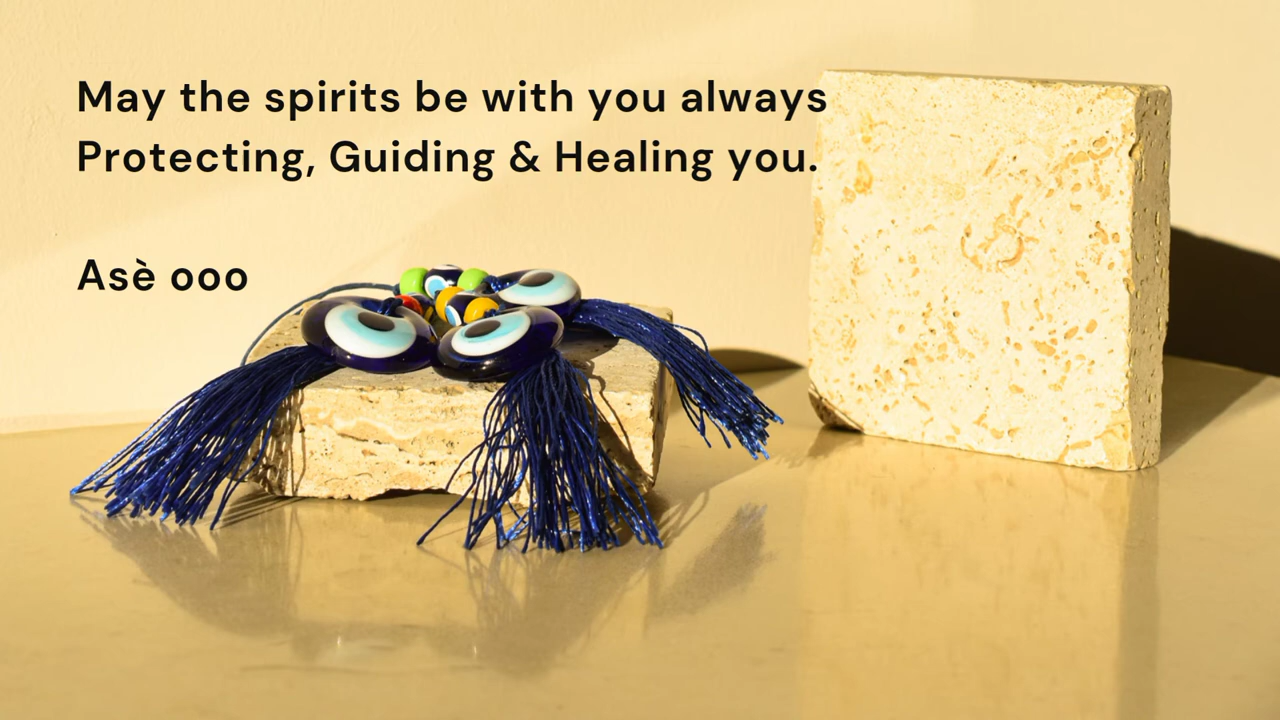 May the spirits be with you always
Protecting, Guiding & Healing you.
Asè ooo